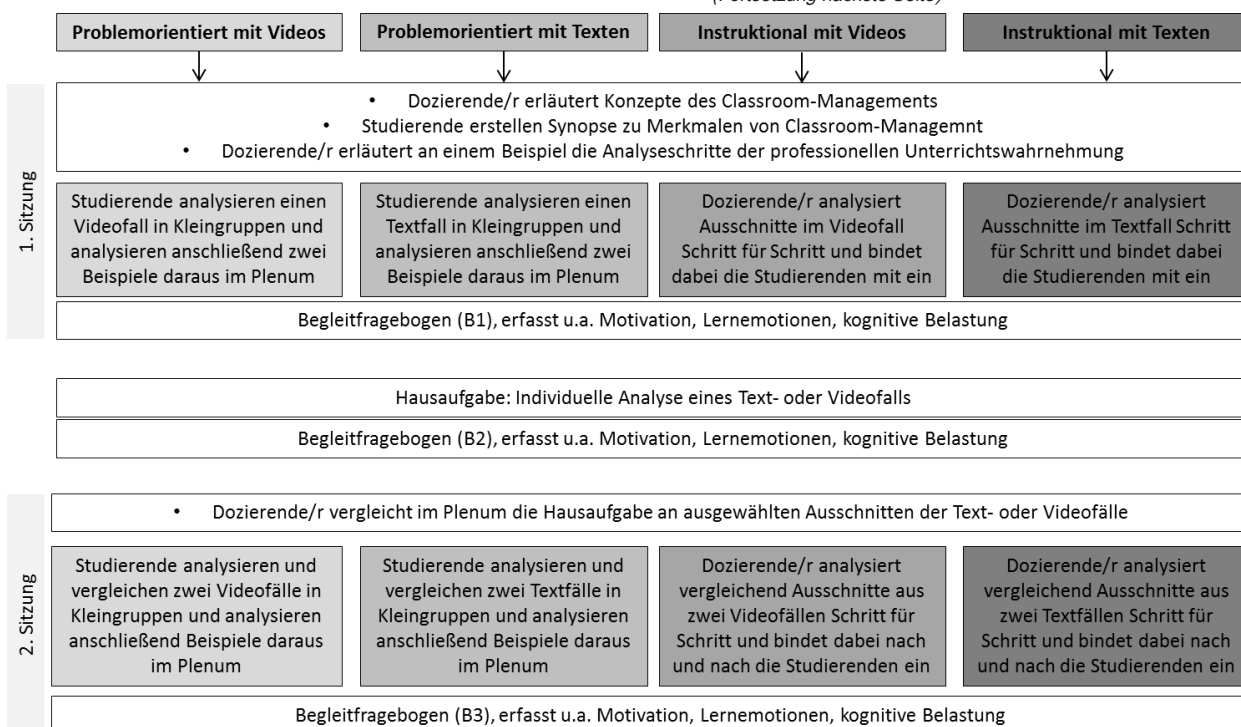 (Fortsetzung nächste Seite)
Problemorientiert mit Videos
Problemorientiert mit Texten
Instruktional mit Videos
Instruktional mit Texten
1. Sitzung
• Dozierende/r erläutert Konzepte des Classroom-Managements
• Studierende erstellen Synopse zu Merkmalen von Classroom-Managemnt
• Dozierende/r erläutert an einem Beispiel die Analyseschritte der professionellen Unterrichtswahrnehmung
Studierende analysieren einen
Videofall in Kleingruppen und
analysieren anschließend zwei
Beispiele daraus im Plenum
Studierende analysieren einen
Textfall in Kleingruppen und
analysieren anschließend zwei
Beispiele daraus im Plenum
Dozierende/r analysiert
Ausschnitte im Videofall
Schritt für Schritt und bindet
dabei die Studierenden mit ein
Dozierende/r analysiert
Ausschnitte im Textfall Schritt
für Schritt und bindet dabei
die Studierenden mit ein
Begleitfragebogen (B1), erfasst u.a. Motivation, Lernemotionen, kognitive Belastung
Hausaufgabe: Individuelle Analyse eines Text- oder Videofalls
Begleitfragebogen (B2), erfasst u.a. Motivation, Lernemotionen, kognitive Belastung
2. Sitzung
• Dozierende/r vergleicht im Plenum die Hausaufgabe an ausgewählten Ausschnitten der Text- oder Videofälle
Studierende analysieren und
vergleichen zwei Videofälle in
Kleingruppen und analysieren
anschließend Beispiele daraus
im Plenum
Studierende analysieren und
vergleichen zwei Textfälle in
Kleingruppen und analysieren
anschließend Beispiele daraus
im Plenum
Dozierende/r analysiert
vergleichend Ausschnitte aus
zwei Videofällen Schritt für
Schritt und bindet dabei nach
und nach die Studierenden ein
Dozierende/r analysiert
vergleichend Ausschnitte aus
zwei Textfällen Schritt für
Schritt und bindet dabei nach
und nach die Studierenden ein
Begleitfragebogen (B3), erfasst u.a. Motivation, Lernemotionen, kognitive Belastung